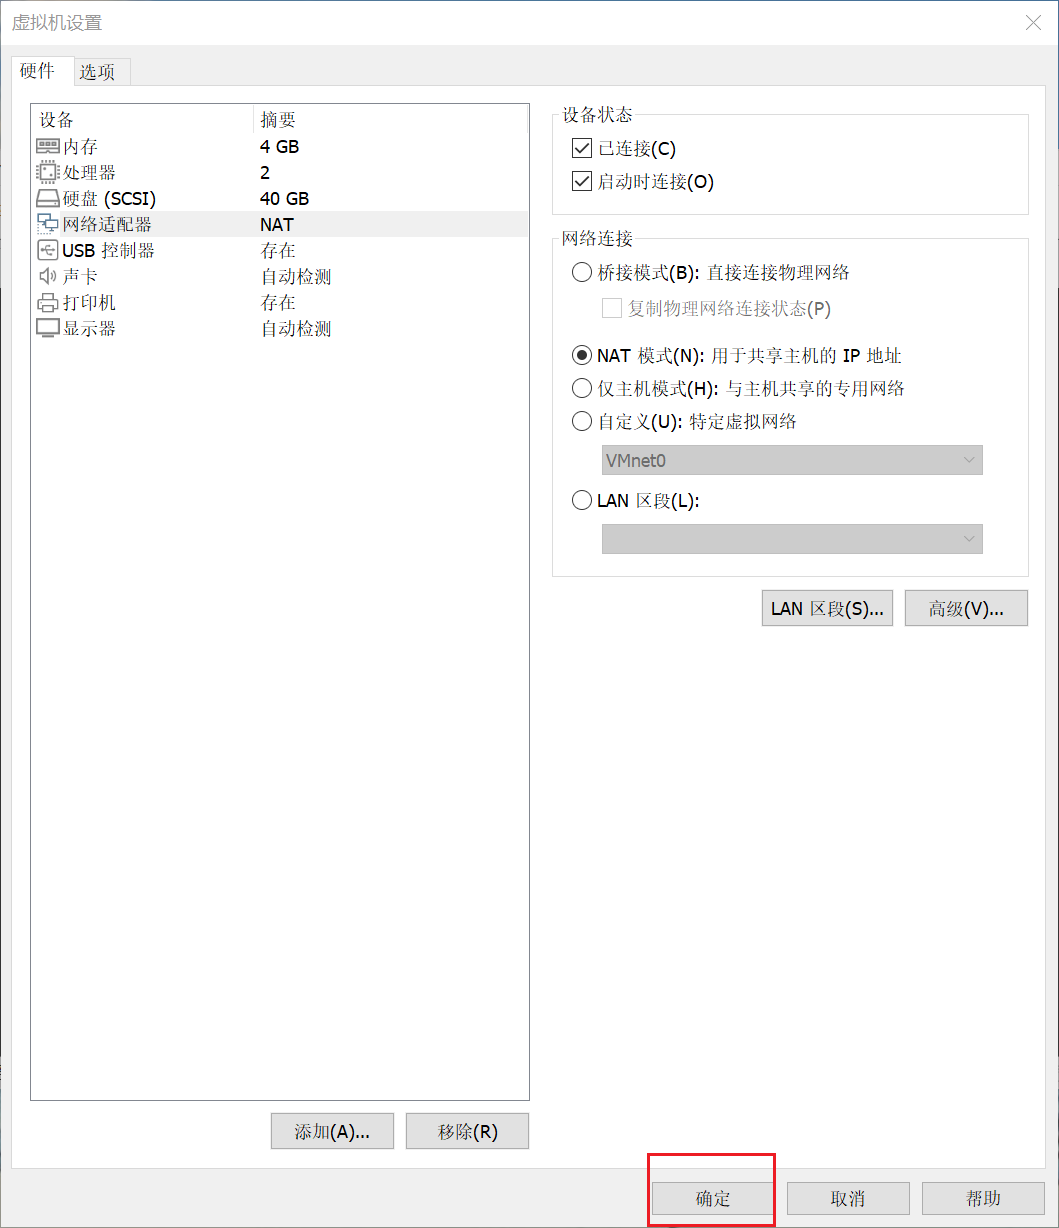 虚拟机设置
硬件 选项
设备 摘要
内存 4 GB
处理器 2
硬盘 (SCSI) 40 GB
网络适配器 NAT
USB 控制器 存在
声卡 自动检测
打印机 存在
显示器 自动检测
添加(A)... 移除(R)
设备状态
已连接(C)
启动时连接(O)
网络连接
桥接模式(B): 直接连接物理网络
复制物理网络连接状态(P)
NAT 模式(N): 用于共享主机的 IP 地址
仅主机模式(H): 与主机共享的专用网络
自定义(U): 特定虚拟网络
VMnet0
LAN 区段(L):
LAN 区段(S)... 高级(V)...
确定 取消 帮助